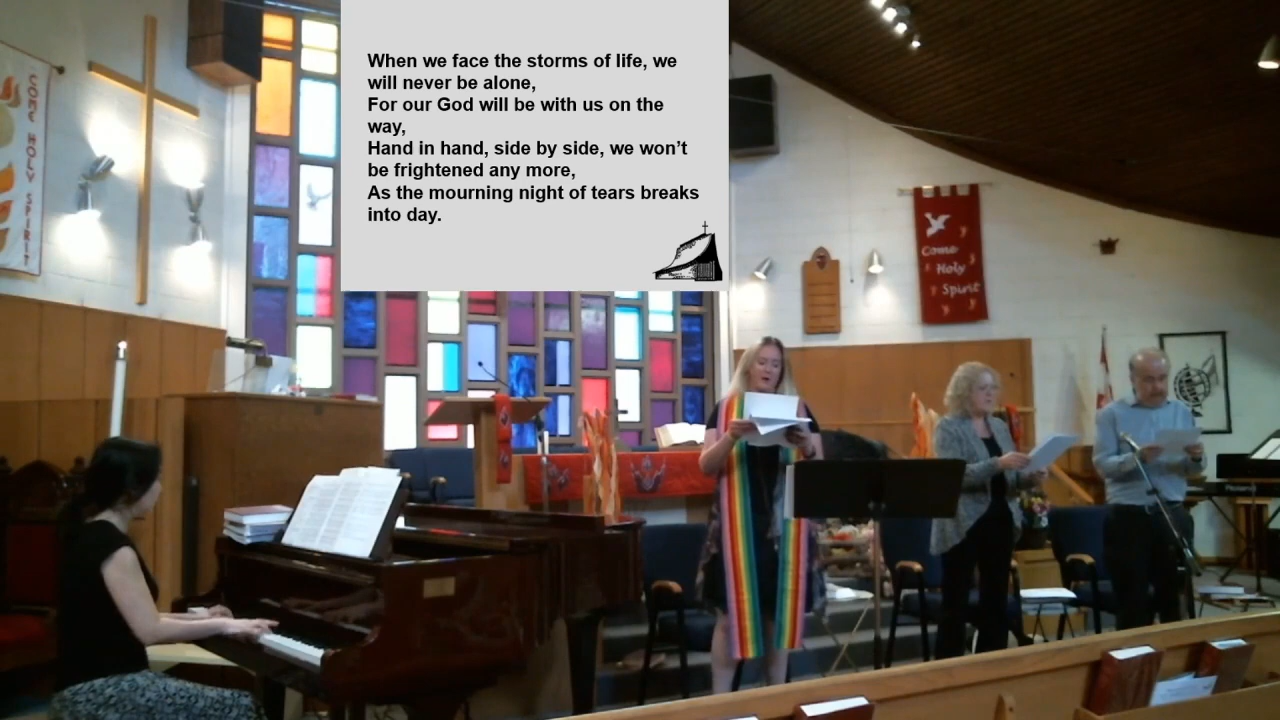 COME HOLY SPIRIT
When we face the storms of life, we
will never be alone,
For our God will be with us on the
way,
Hand in hand, side by side, we won't
be frightened any more,
As the mourning night of tears breaks
into day.
Come
Holy
Spirit